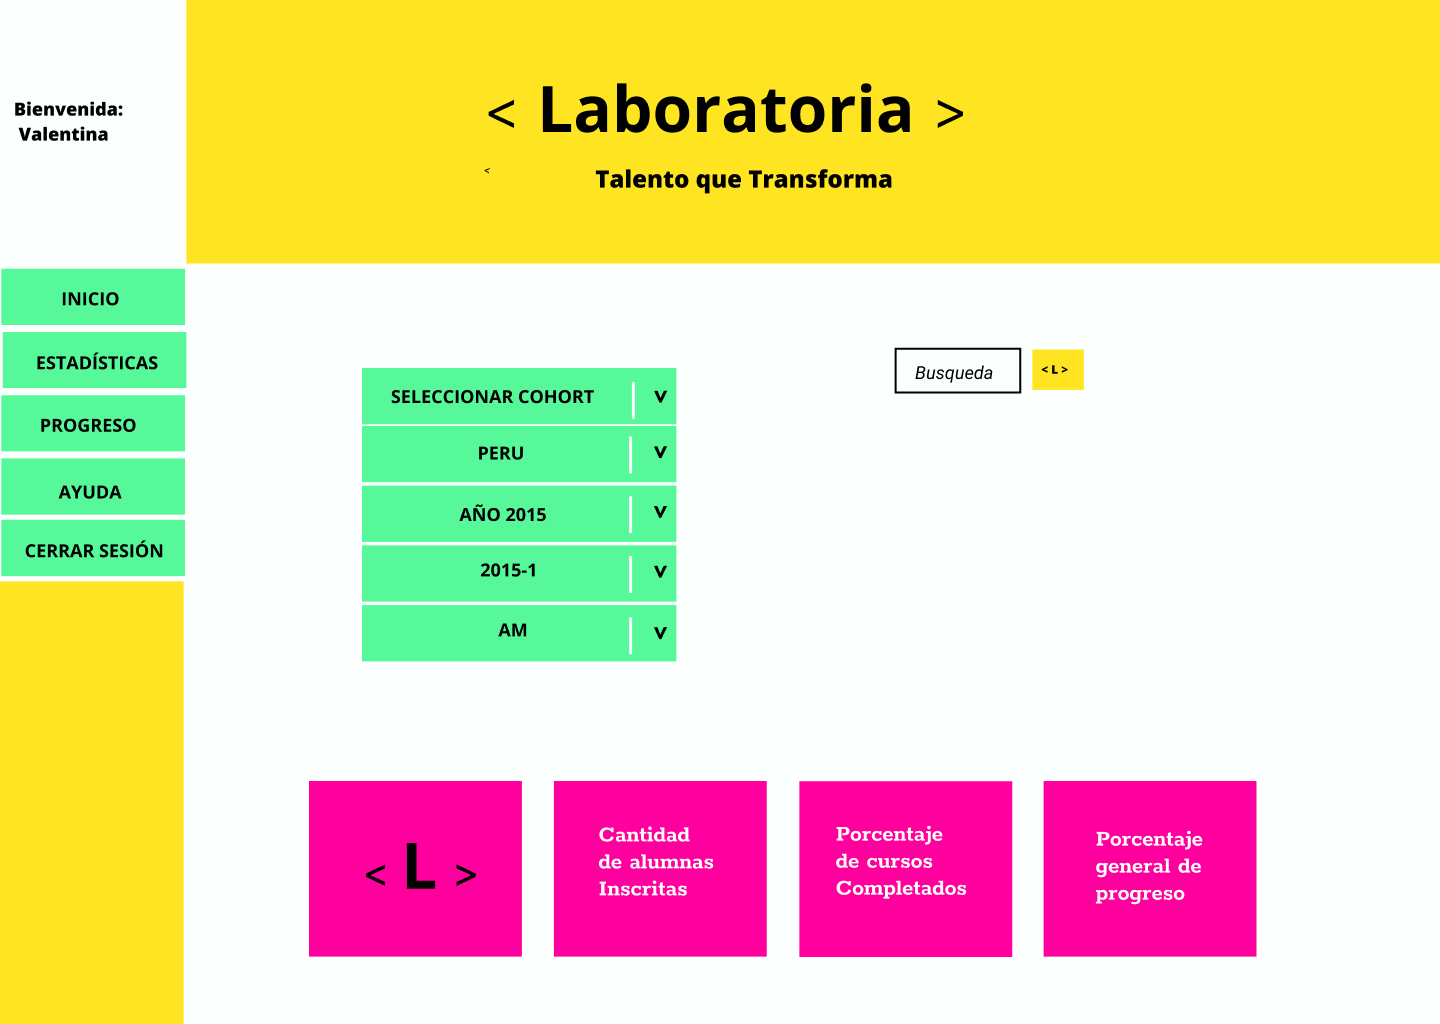 Bienvenida:
Valentina
< Laboratoria >
<
Talento que Transforma
INICIO
ESTADÍSTICAS
PROGRESO
AYUDA
CERRAR SESIÓN
SELECCIONAR COHORT V
PERU V
AÑO 2015 V
2015-1 V
AM V
Busqueda
< L >
< L >
Cantidad
de alumnas
Inscritas
Porcentaje
de cursos
Completados
Porcentaje
general de
progreso